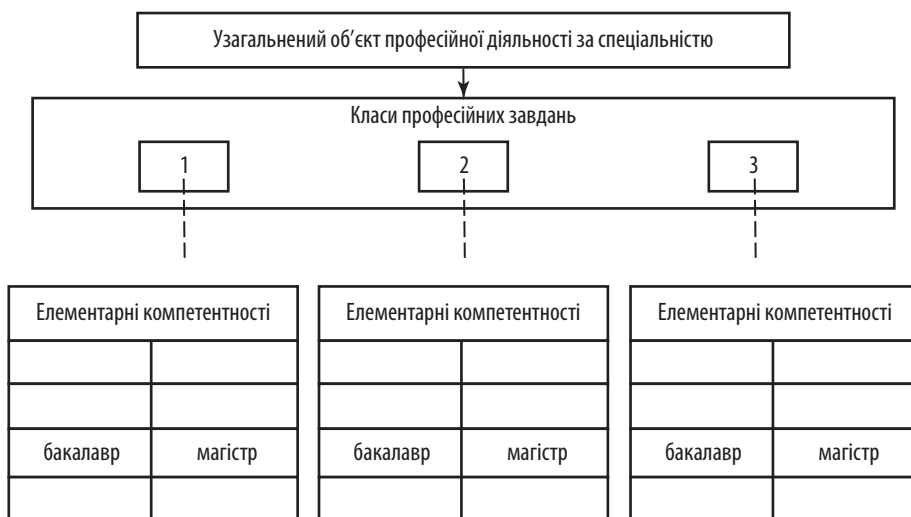 Узагальнений об’єкт професійної діяльності за спеціальністю
Класи професійних завдань
1
2
3
Елементарні компетентності
Елементарні компетентності
Елементарні компетентності
бакалавр
магістр
бакалавр
магістр
бакалавр
магістр